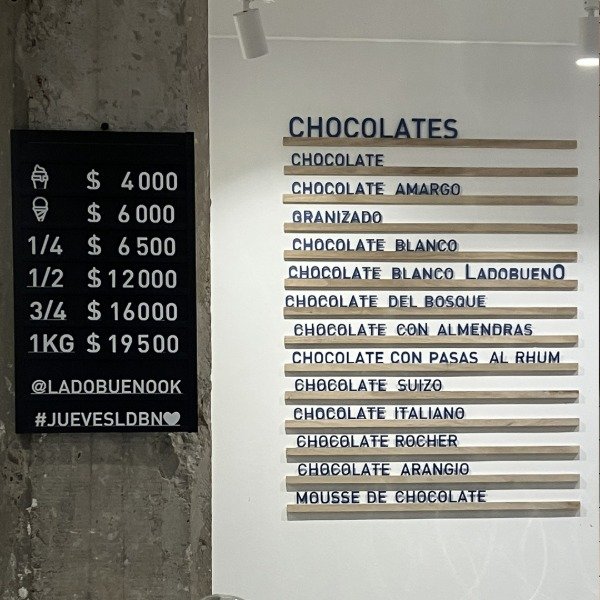 $ 4000
$ 6000
1/4 $ 6500
1/2 $ 12000
3/4 $ 16000
1KG $ 19500
@LADOBUENOOK
#JUEVESLDBN
CHOCOLATES
CHOCOLATE
CHOCOLATE AMARGO
GRANIZADO
CHOCOLATE BLANCO
CHOCOLATE BLANCO LADOBUENO
CHOCOLATE DEL BOSQUE
CHOCOLATE CON ALMENDRAS
CHOCOLATE CON PASAS AL RHUM
CHOCOLATE SUIZO
CHOCOLATE ITALIANO
CHOCOLATE ROCHER
CHOCOLATE ARANGIO
MOUSSE DE CHOCOLATE